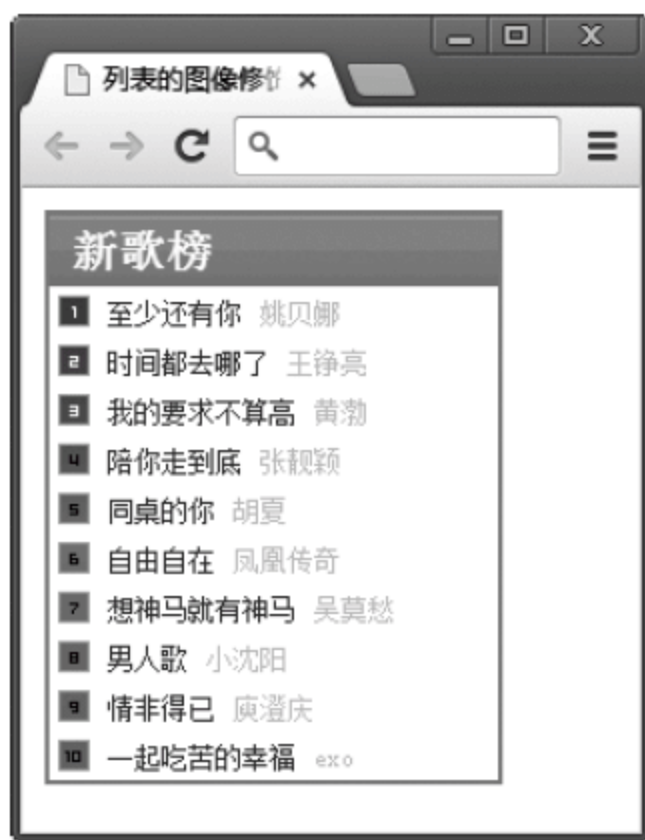 列表的图像修饰
新歌榜
1 至少还有你 姚贝娜
2 时间都去哪了 王铮亮
3 我的要求不算高 黄渤
4 陪你走到底 张靓颖
5 同桌的你 胡夏
6 自由自在 凤凰传奇
7 想神马就有神马 吴莫愁
8 男人歌 小沈阳
9 情非得已 庾澄庆
10 一起吃苦的幸福 exo